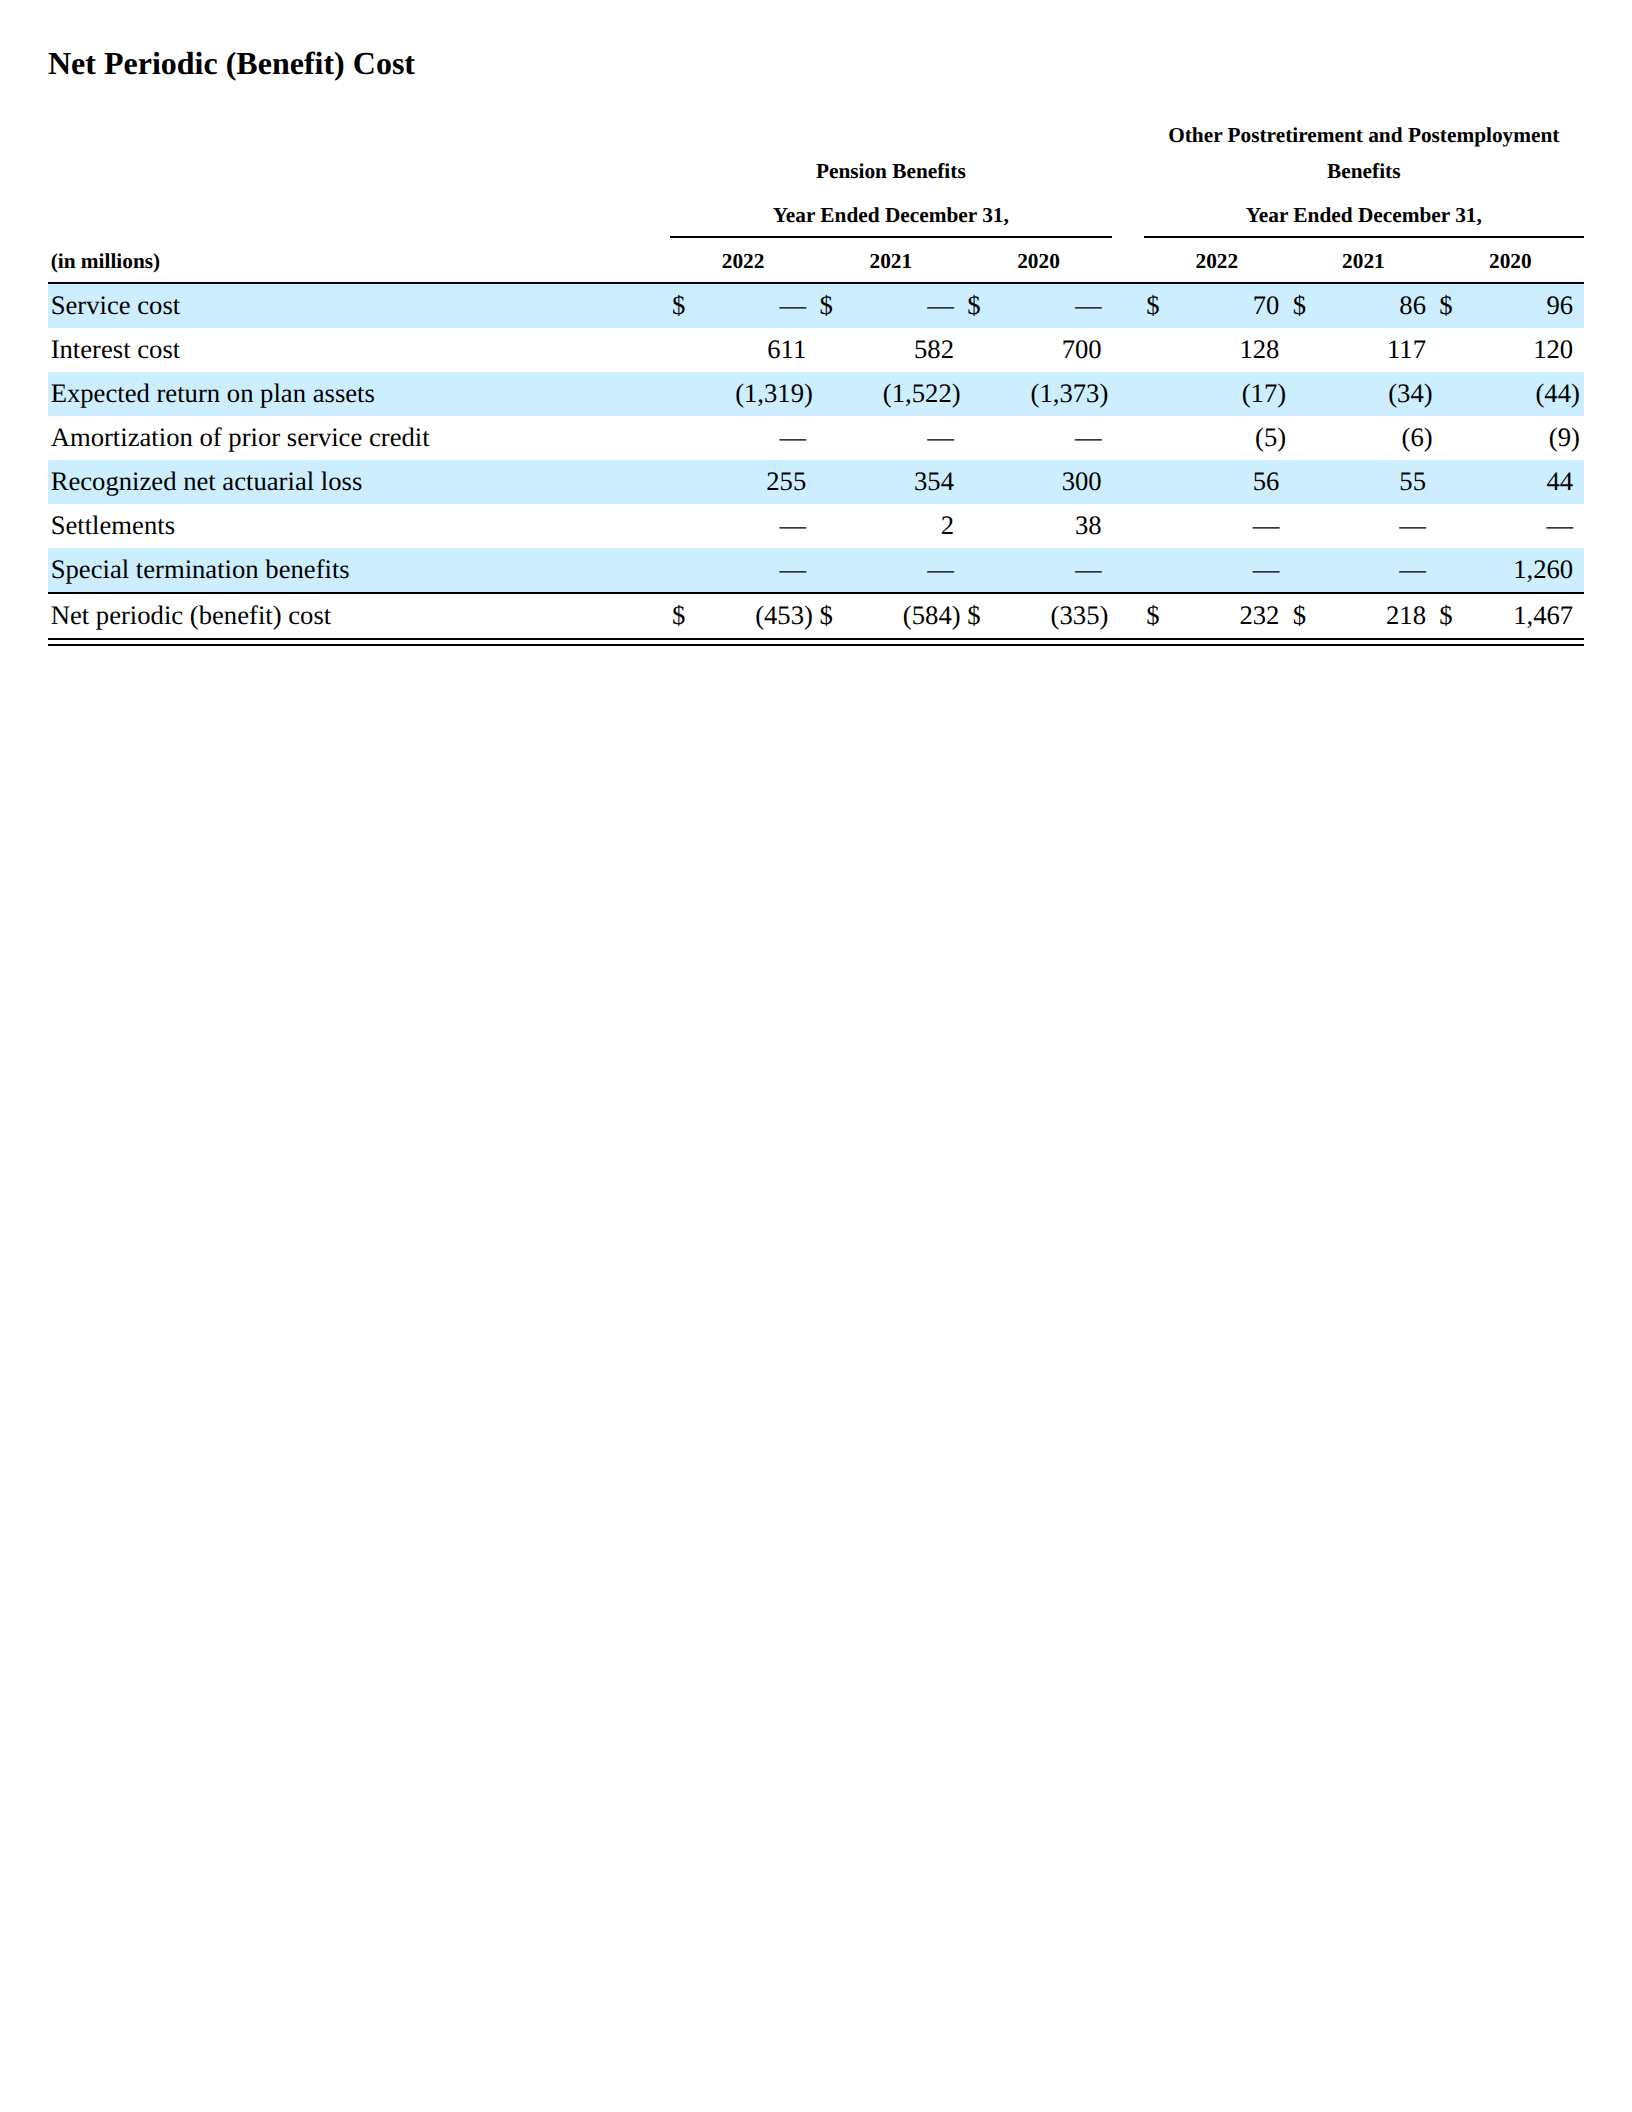 Net Periodic (Benefit) Cost
Other Postretirement and Postemployment
Pension Benefits Benefits
Year Ended December 31, Year Ended December 31,
(in millions) 2022 2021 2020 2022 2021 2020
Service cost $ — $ — $ — $ 70 $ 86 $ 96
Interest cost 611 582 700 128 117 120
Expected return on plan assets (1,319) (1,522) (1,373) (17) (34) (44)
Amortization of prior service credit — — — (5) (6) (9)
Recognized net actuarial loss 255 354 300 56 55 44
Settlements — 2 38 — — —
Special termination benefits — — — — — 1,260
Net periodic (benefit) cost $ (453) $ (584) $ (335) $ 232 $ 218 $ 1,467